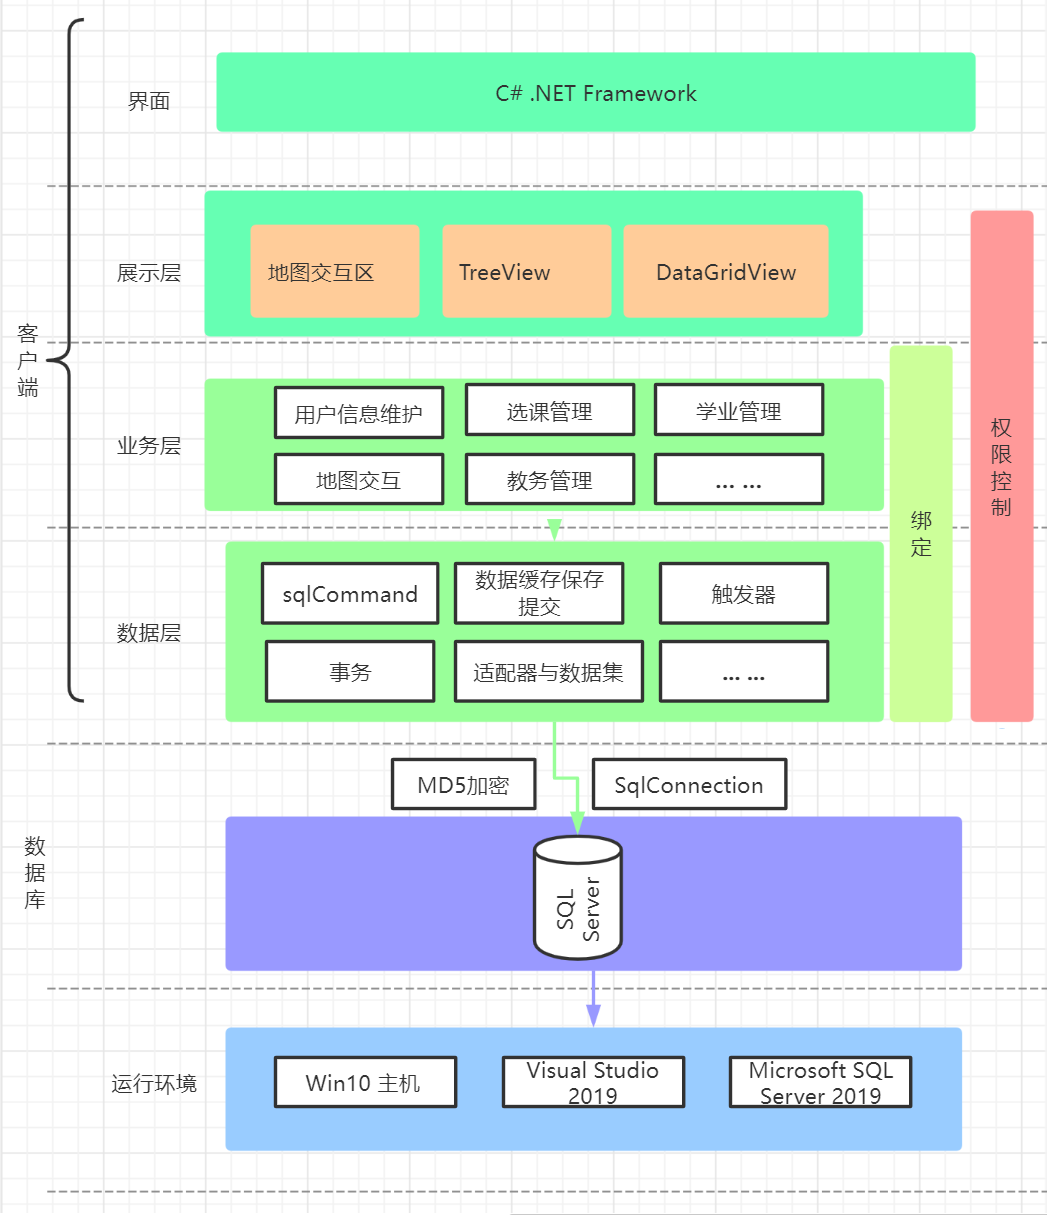 界面
C# .NET Framework
展示层
地图交互区
TreeView
DataGridView
客
户
端
业务层
用户信息维护
选课管理
学业管理
地图交互
教务管理
... ...
绑
定
权
限
控
制
数据层
sqlCommand
数据缓存保存
提交
触发器
事务
适配器与数据集
... ...
MD5加密
SqlConnection
数
据
库
SQL
Server
运行环境
Win10 主机
Visual Studio
2019
Microsoft SQL
Server 2019